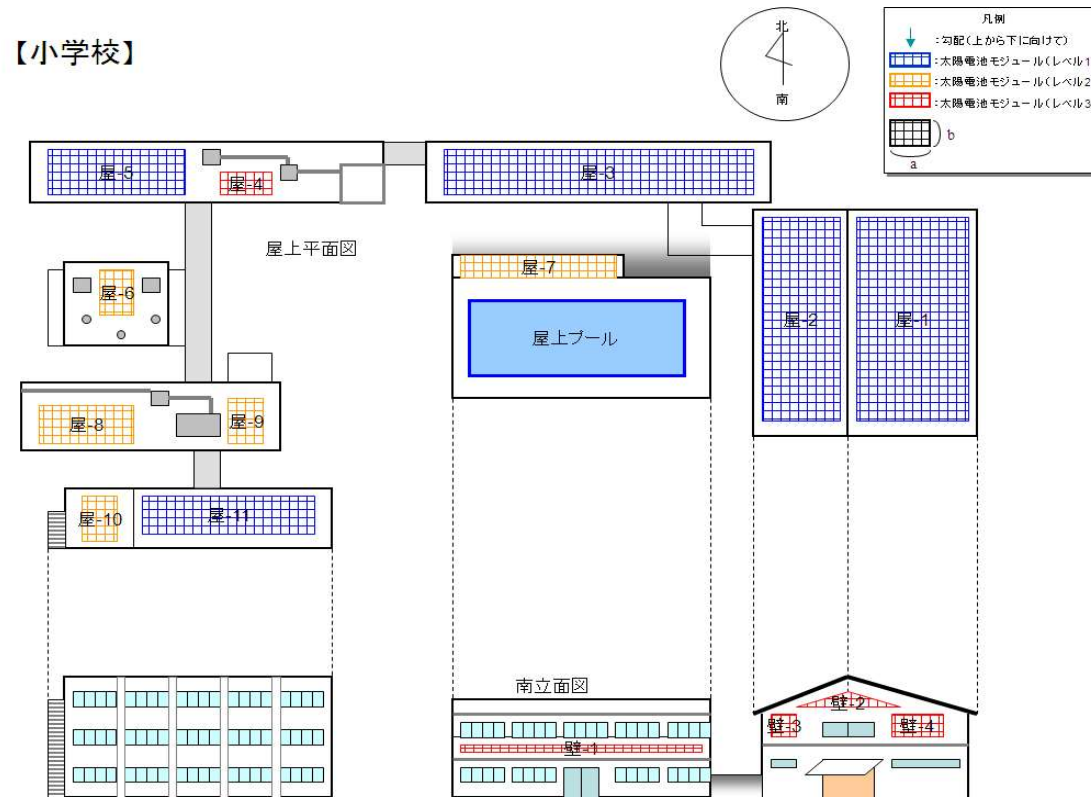 【小学校】
北
南
凡例
:勾配(上から下に向けて)
:太陽電池モジュール(レベル1
:太陽電池モジュール(レベル2
:太陽電池モジュール(レベル3
b
a
屋-5
屋-4
屋-3
屋上平面図
屋-6
屋-7
屋上プール
屋-2
屋-1
屋-8
屋-9
屋-10
屋-11
南立面図
壁-1
壁-2
壁-3
壁-4